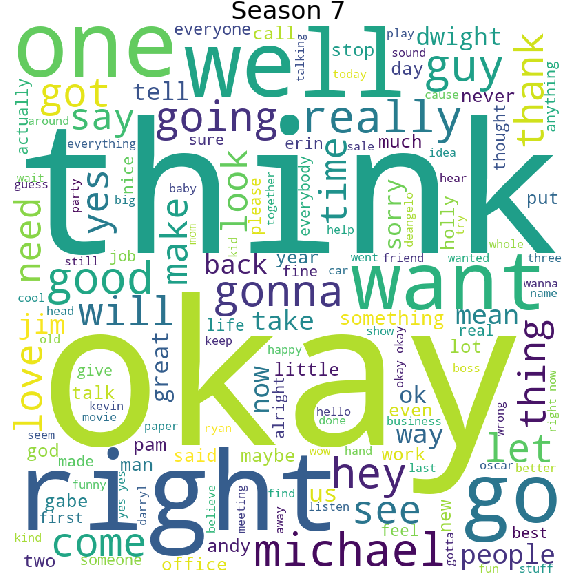 Season 7
one
well
everyone
call
stop
play
sound
talking
today
cause
dwight
guy
day
never
thank
anything
actually
around
got
tell
say
going
really
everything
sure
erin
sale
much
thought
idea
hear
think
wait
guess
party
yes
nice
big
make
baby
mom
look
kid
please
together
everybody
time
help
sorry
deangelo
try
holly
whole
put
need
still
job
back
fine
year
car
went
friend
wanted
three
good
cool
head
old
will
gonna
want
wanna
name
jim
love
life
take
something
mean
real
great
keep
happy
show
lot
boss
thing
right now
wrong
okay
give
talk
kevin
movie
now
little
alright
hello
done
okay okay
ok
even
business
way
let
seem
paper
ryan
god
made
pam
man
said
maybe
wow
hand
work
oscar
better
right
hey
us
last
go
gabe
funny
first
yes yes
darryl
believe
find
meeting
away
listen
see
feel
gotta
new
best
kind
two
come
someone
andy
office
michael
people
fun
stuff